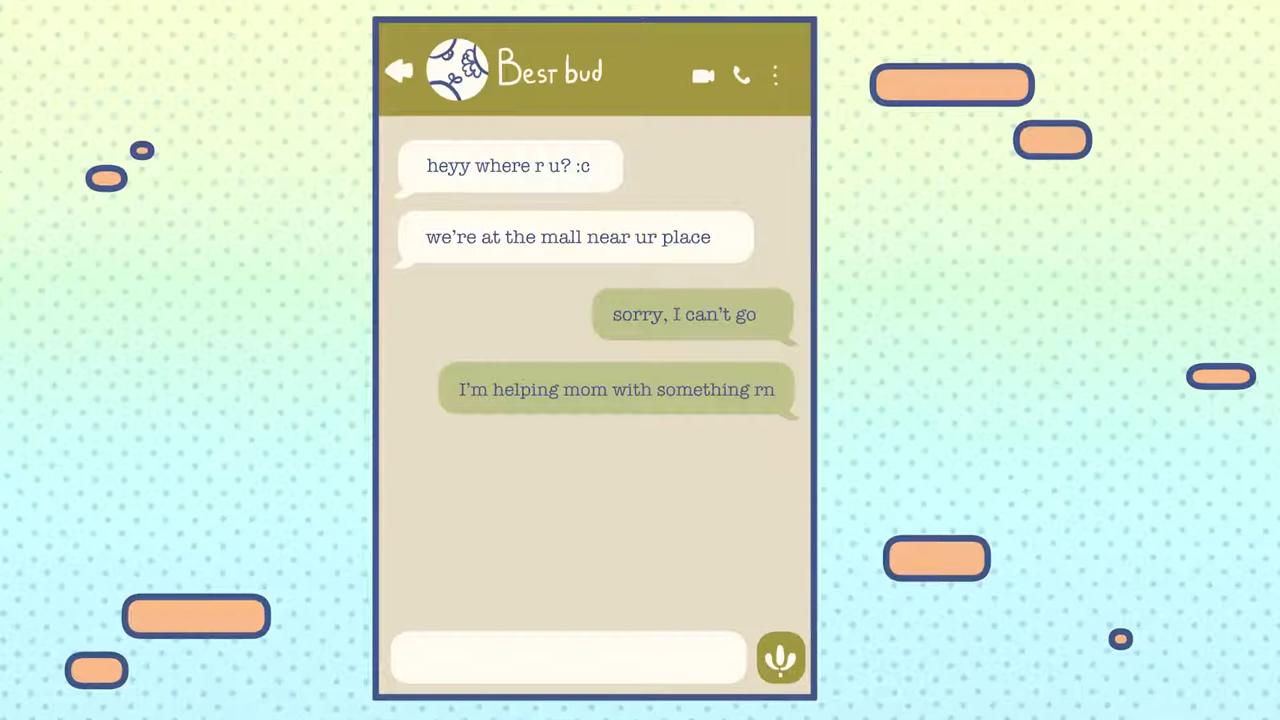 Best bud
heyy where r u? :c
we're at the mall near ur place
sorry, I can't go
I'm helping mom with something rn